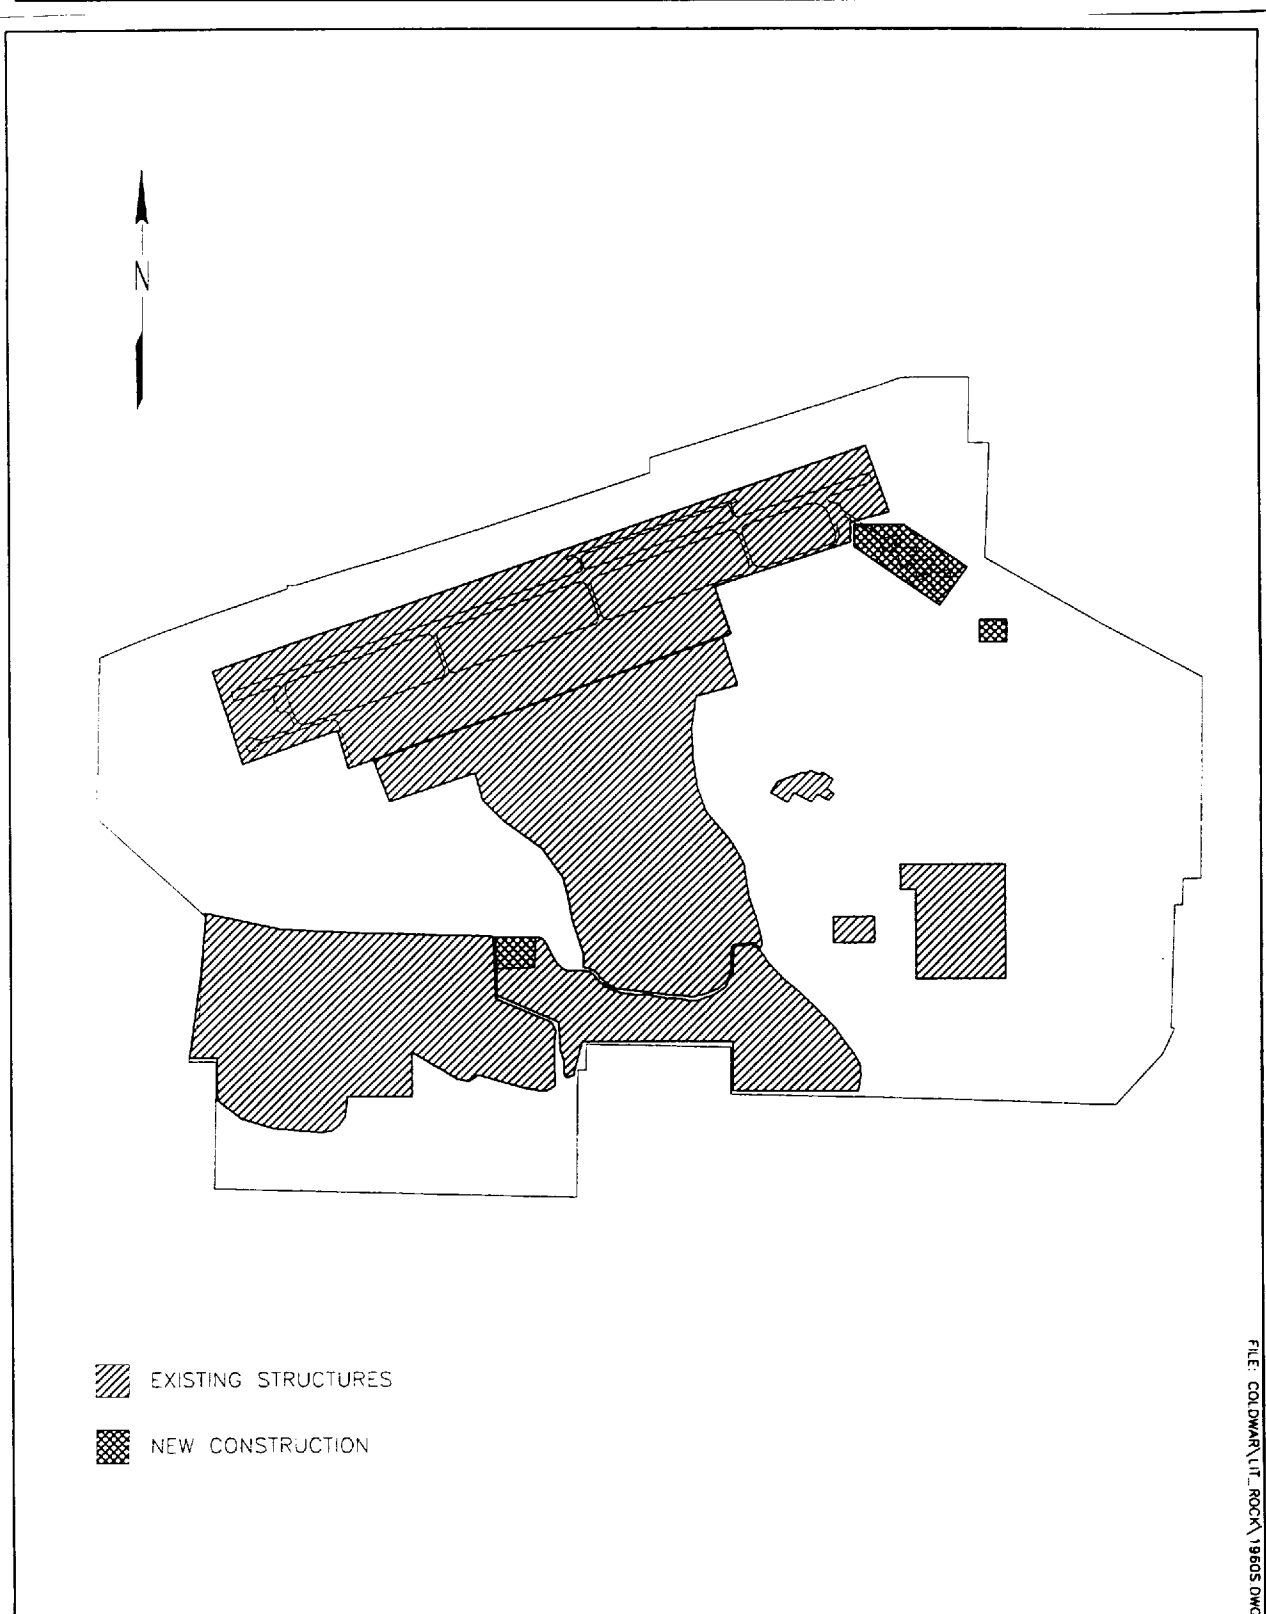 N
EXISTING STRUCTURES
NEW CONSTRUCTION
FILE: COLDWAR\LIT_ROCK\1960S.DWG